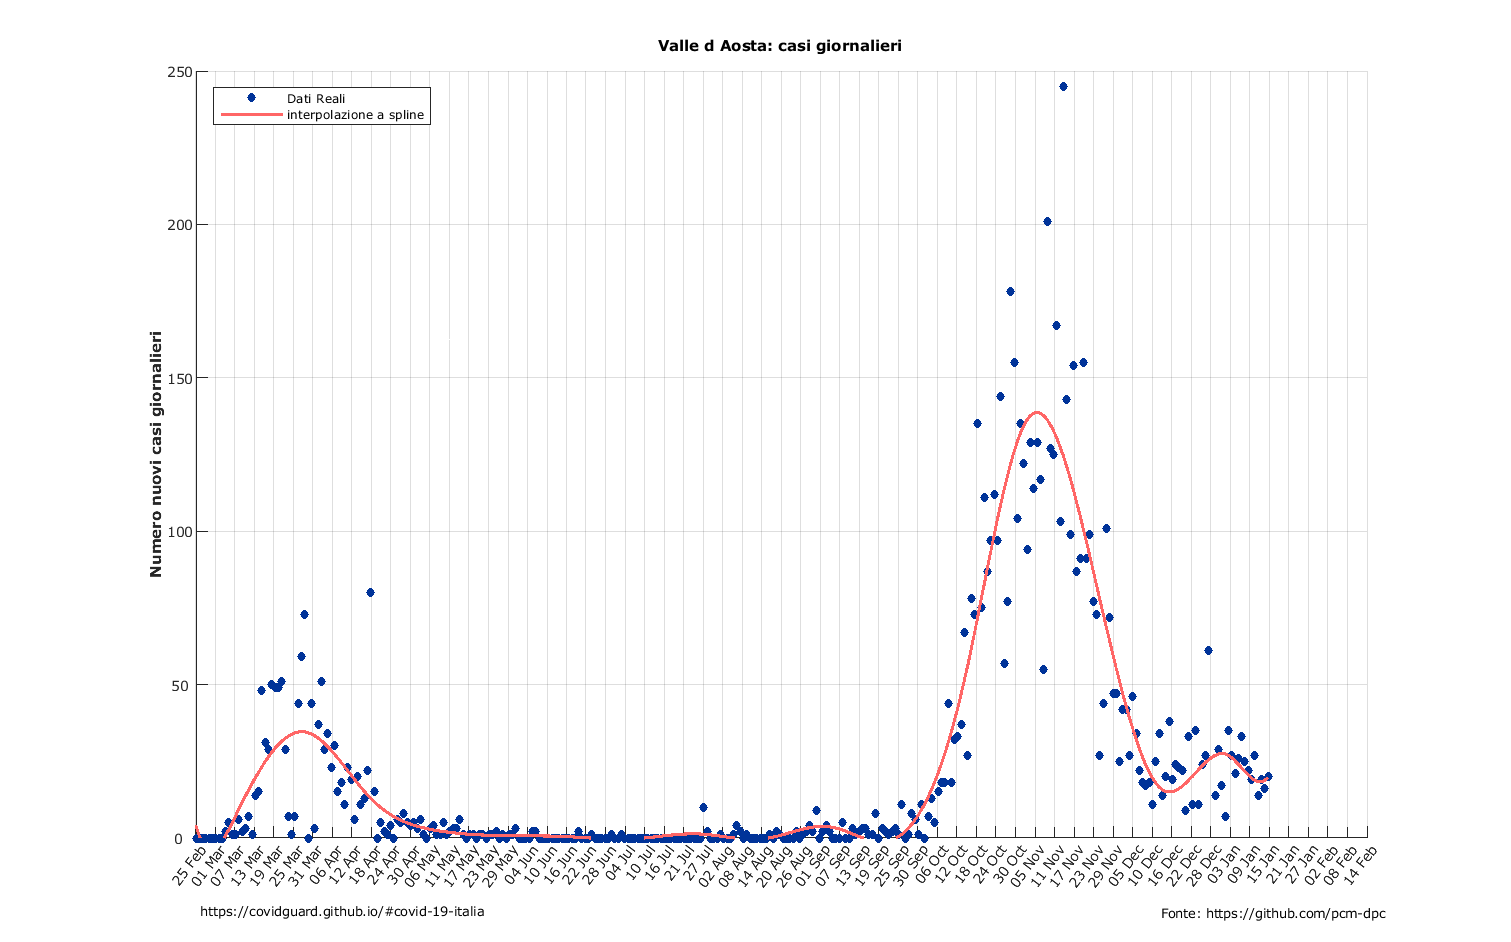 Valle d Aosta: casi giornalieri
Dati Reali
interpolazione a spline
Numero nuovi casi giornalieri
250
200
150
100
50
0
25 Feb
01 Mar
07 Mar
13 Mar
19 Mar
25 Mar
31 Mar
06 Apr
12 Apr
18 Apr
24 Apr
30 Apr
06 May
11 May
17 May
23 May
29 May
04 Jun
10 Jun
16 Jun
22 Jun
28 Jun
04 Jul
10 Jul
16 Jul
21 Jul
27 Jul
02 Aug
08 Aug
14 Aug
20 Aug
26 Aug
01 Sep
07 Sep
13 Sep
19 Sep
25 Sep
30 Sep
06 Oct
12 Oct
18 Oct
24 Oct
30 Oct
05 Nov
11 Nov
17 Nov
23 Nov
29 Nov
05 Dec
10 Dec
16 Dec
22 Dec
28 Dec
03 Jan
09 Jan
15 Jan
21 Jan
27 Jan
02 Feb
08 Feb
14 Feb
https://covidguard.github.io/#covid-19-italia
Fonte: https://github.com/pcm-dpc